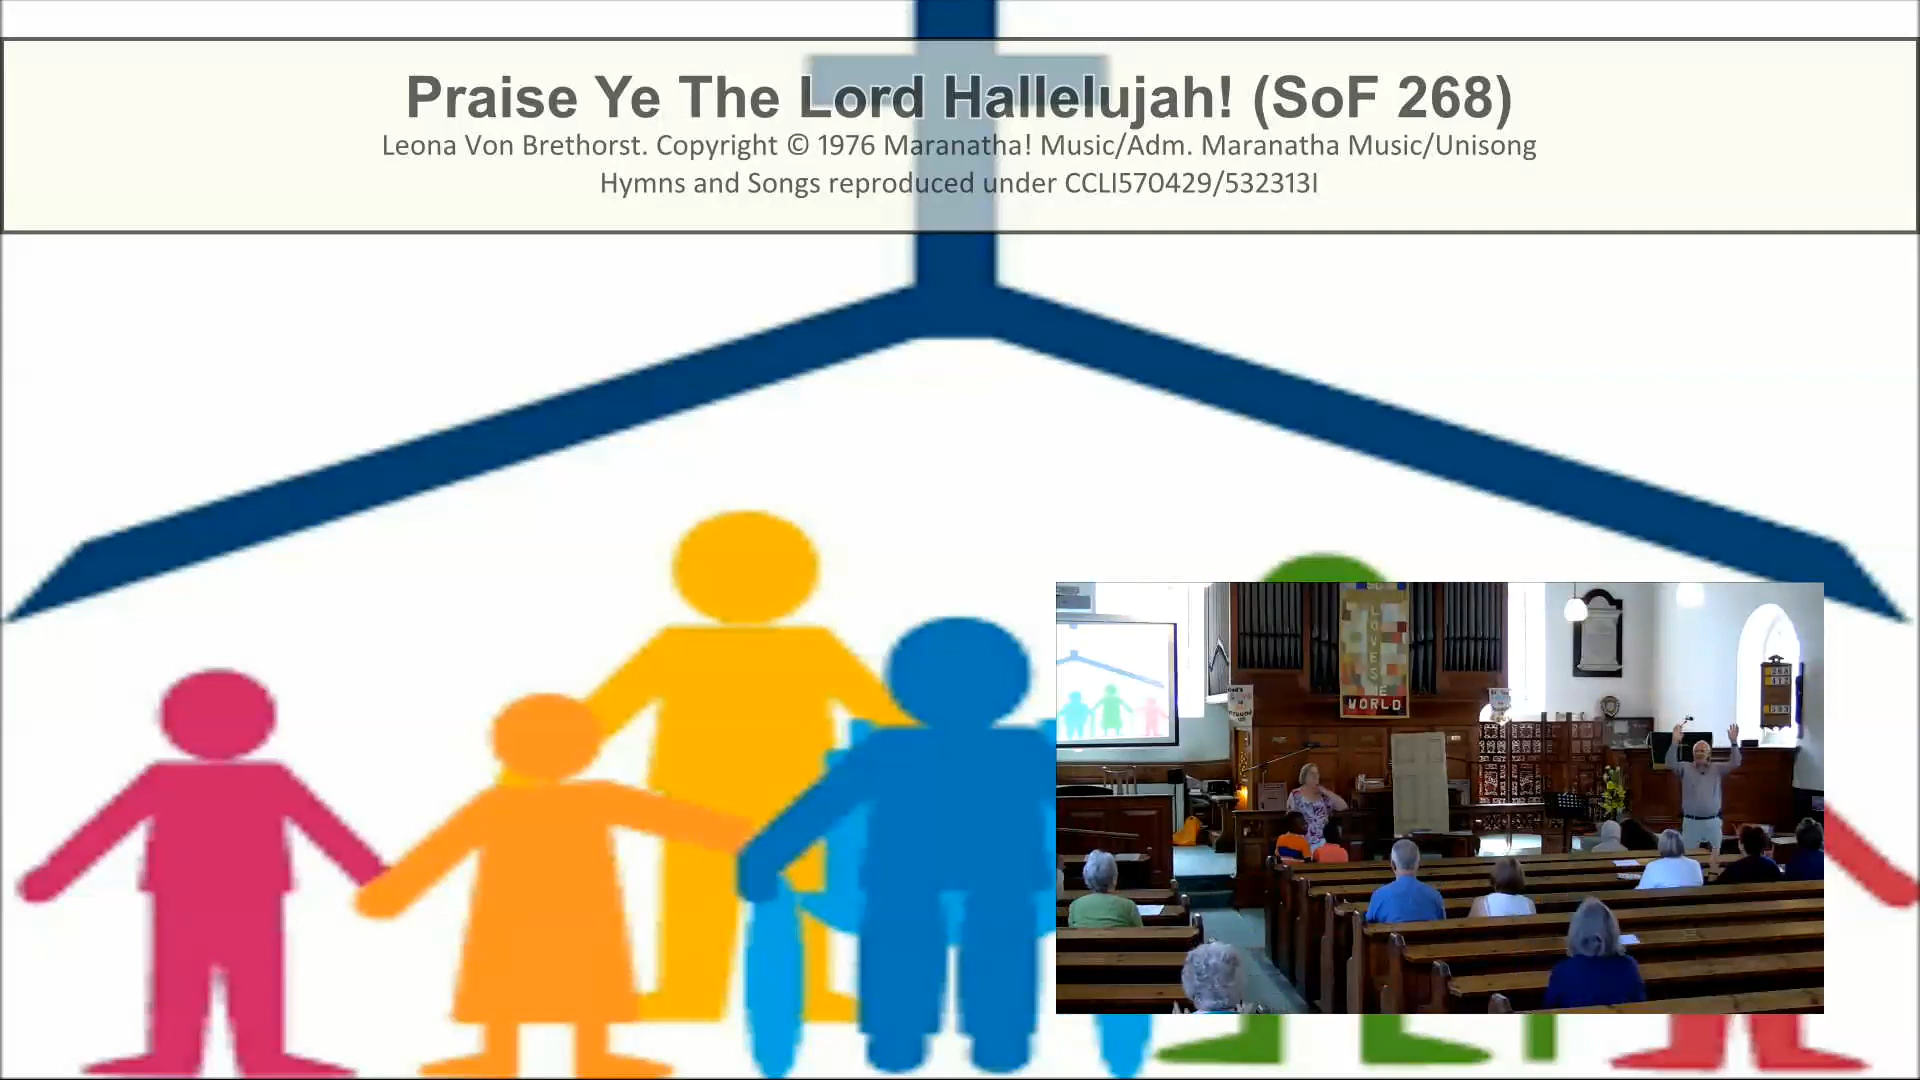 Praise Ye The Lord Hallelujah! (SoF 268)
Leona Von Brethorst. Copyright © 1976 Maranatha! Music/Adm. Maranatha Music/Unisong
Hymns and Songs reproduced under CCLI570429/532313I
LOVES
WORLD